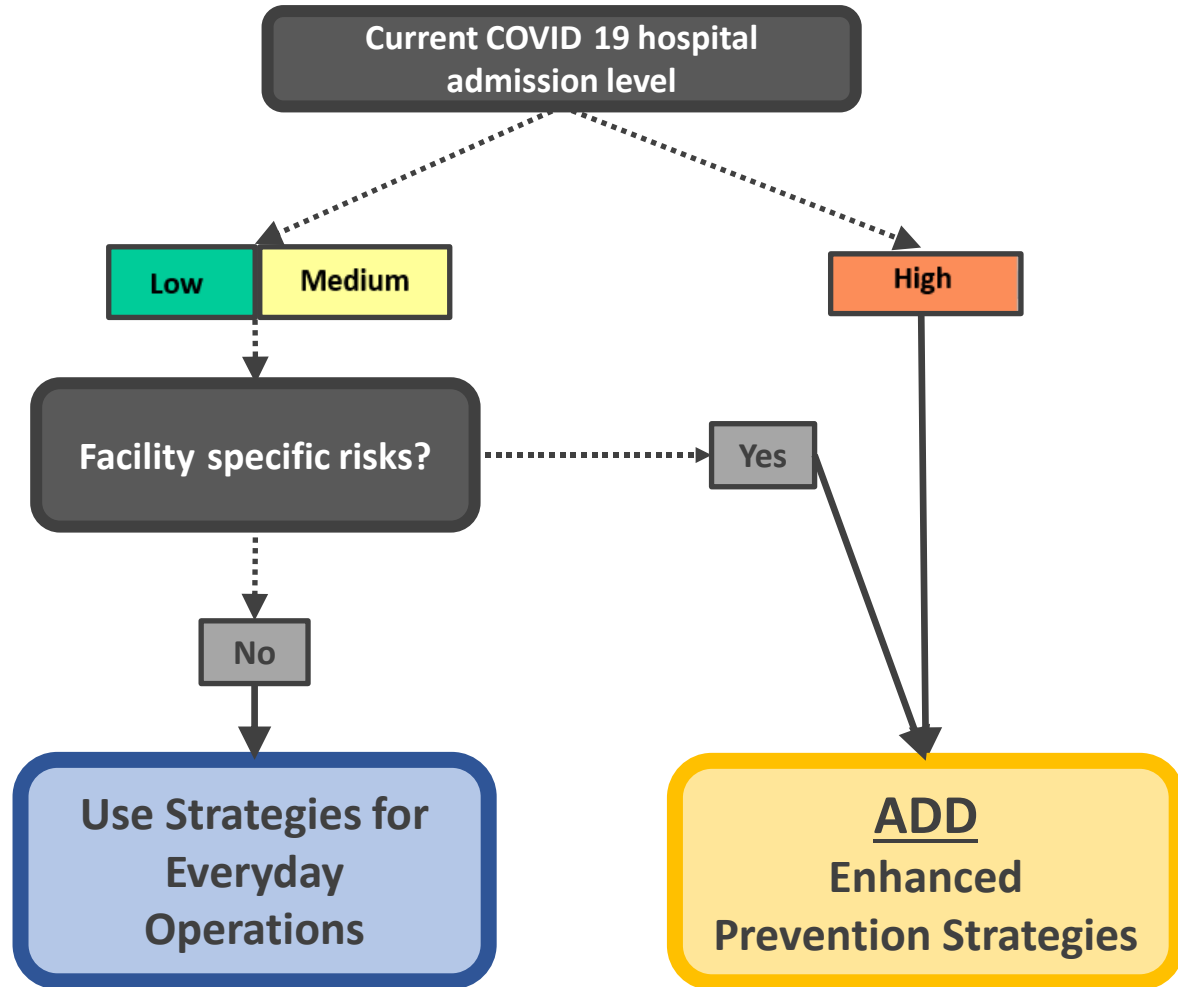 Current COVID 19 hospital
admission level
Low
Medium
High
Facility specific risks?
Yes
No
Use Strategies for
Everyday
Operations
ADD
Enhanced
Prevention Strategies